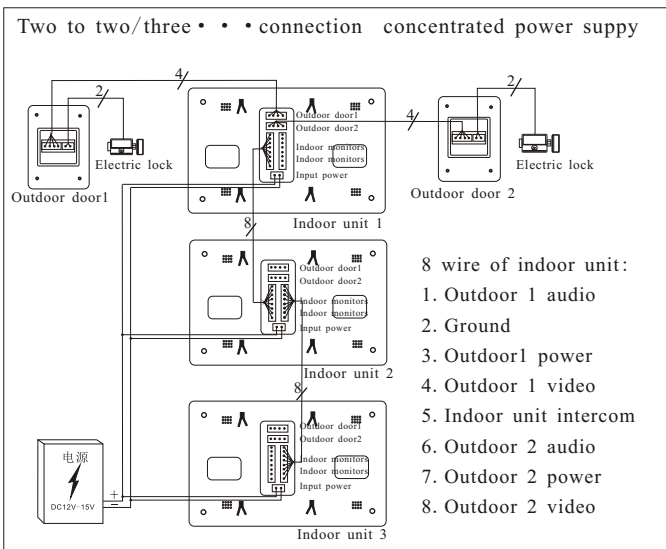 Two to two/three・・・connection concentrated power suppy
4
2
Outdoor door1
Electric lock
Outdoor door1
Outdoor door2
Indoor monitors
Indoor monitors
Input power
Indoor unit 1
4
2
Electric lock
Outdoor door 2
8
Outdoor door1
Outdoor door2
Indoor monitors
Indoor monitors
Input power
Indoor unit 2
8
Outdoor door1
Outdoor door2
Indoor monitors
Indoor monitors
Input power
Indoor unit 3
电源
DC12V-15V
+
−
8 wire of indoor unit:
1. Outdoor 1 audio
2. Ground
3. Outdoor1 power
4. Outdoor 1 video
5. Indoor unit intercom
6. Outdoor 2 audio
7. Outdoor 2 power
8. Outdoor 2 video